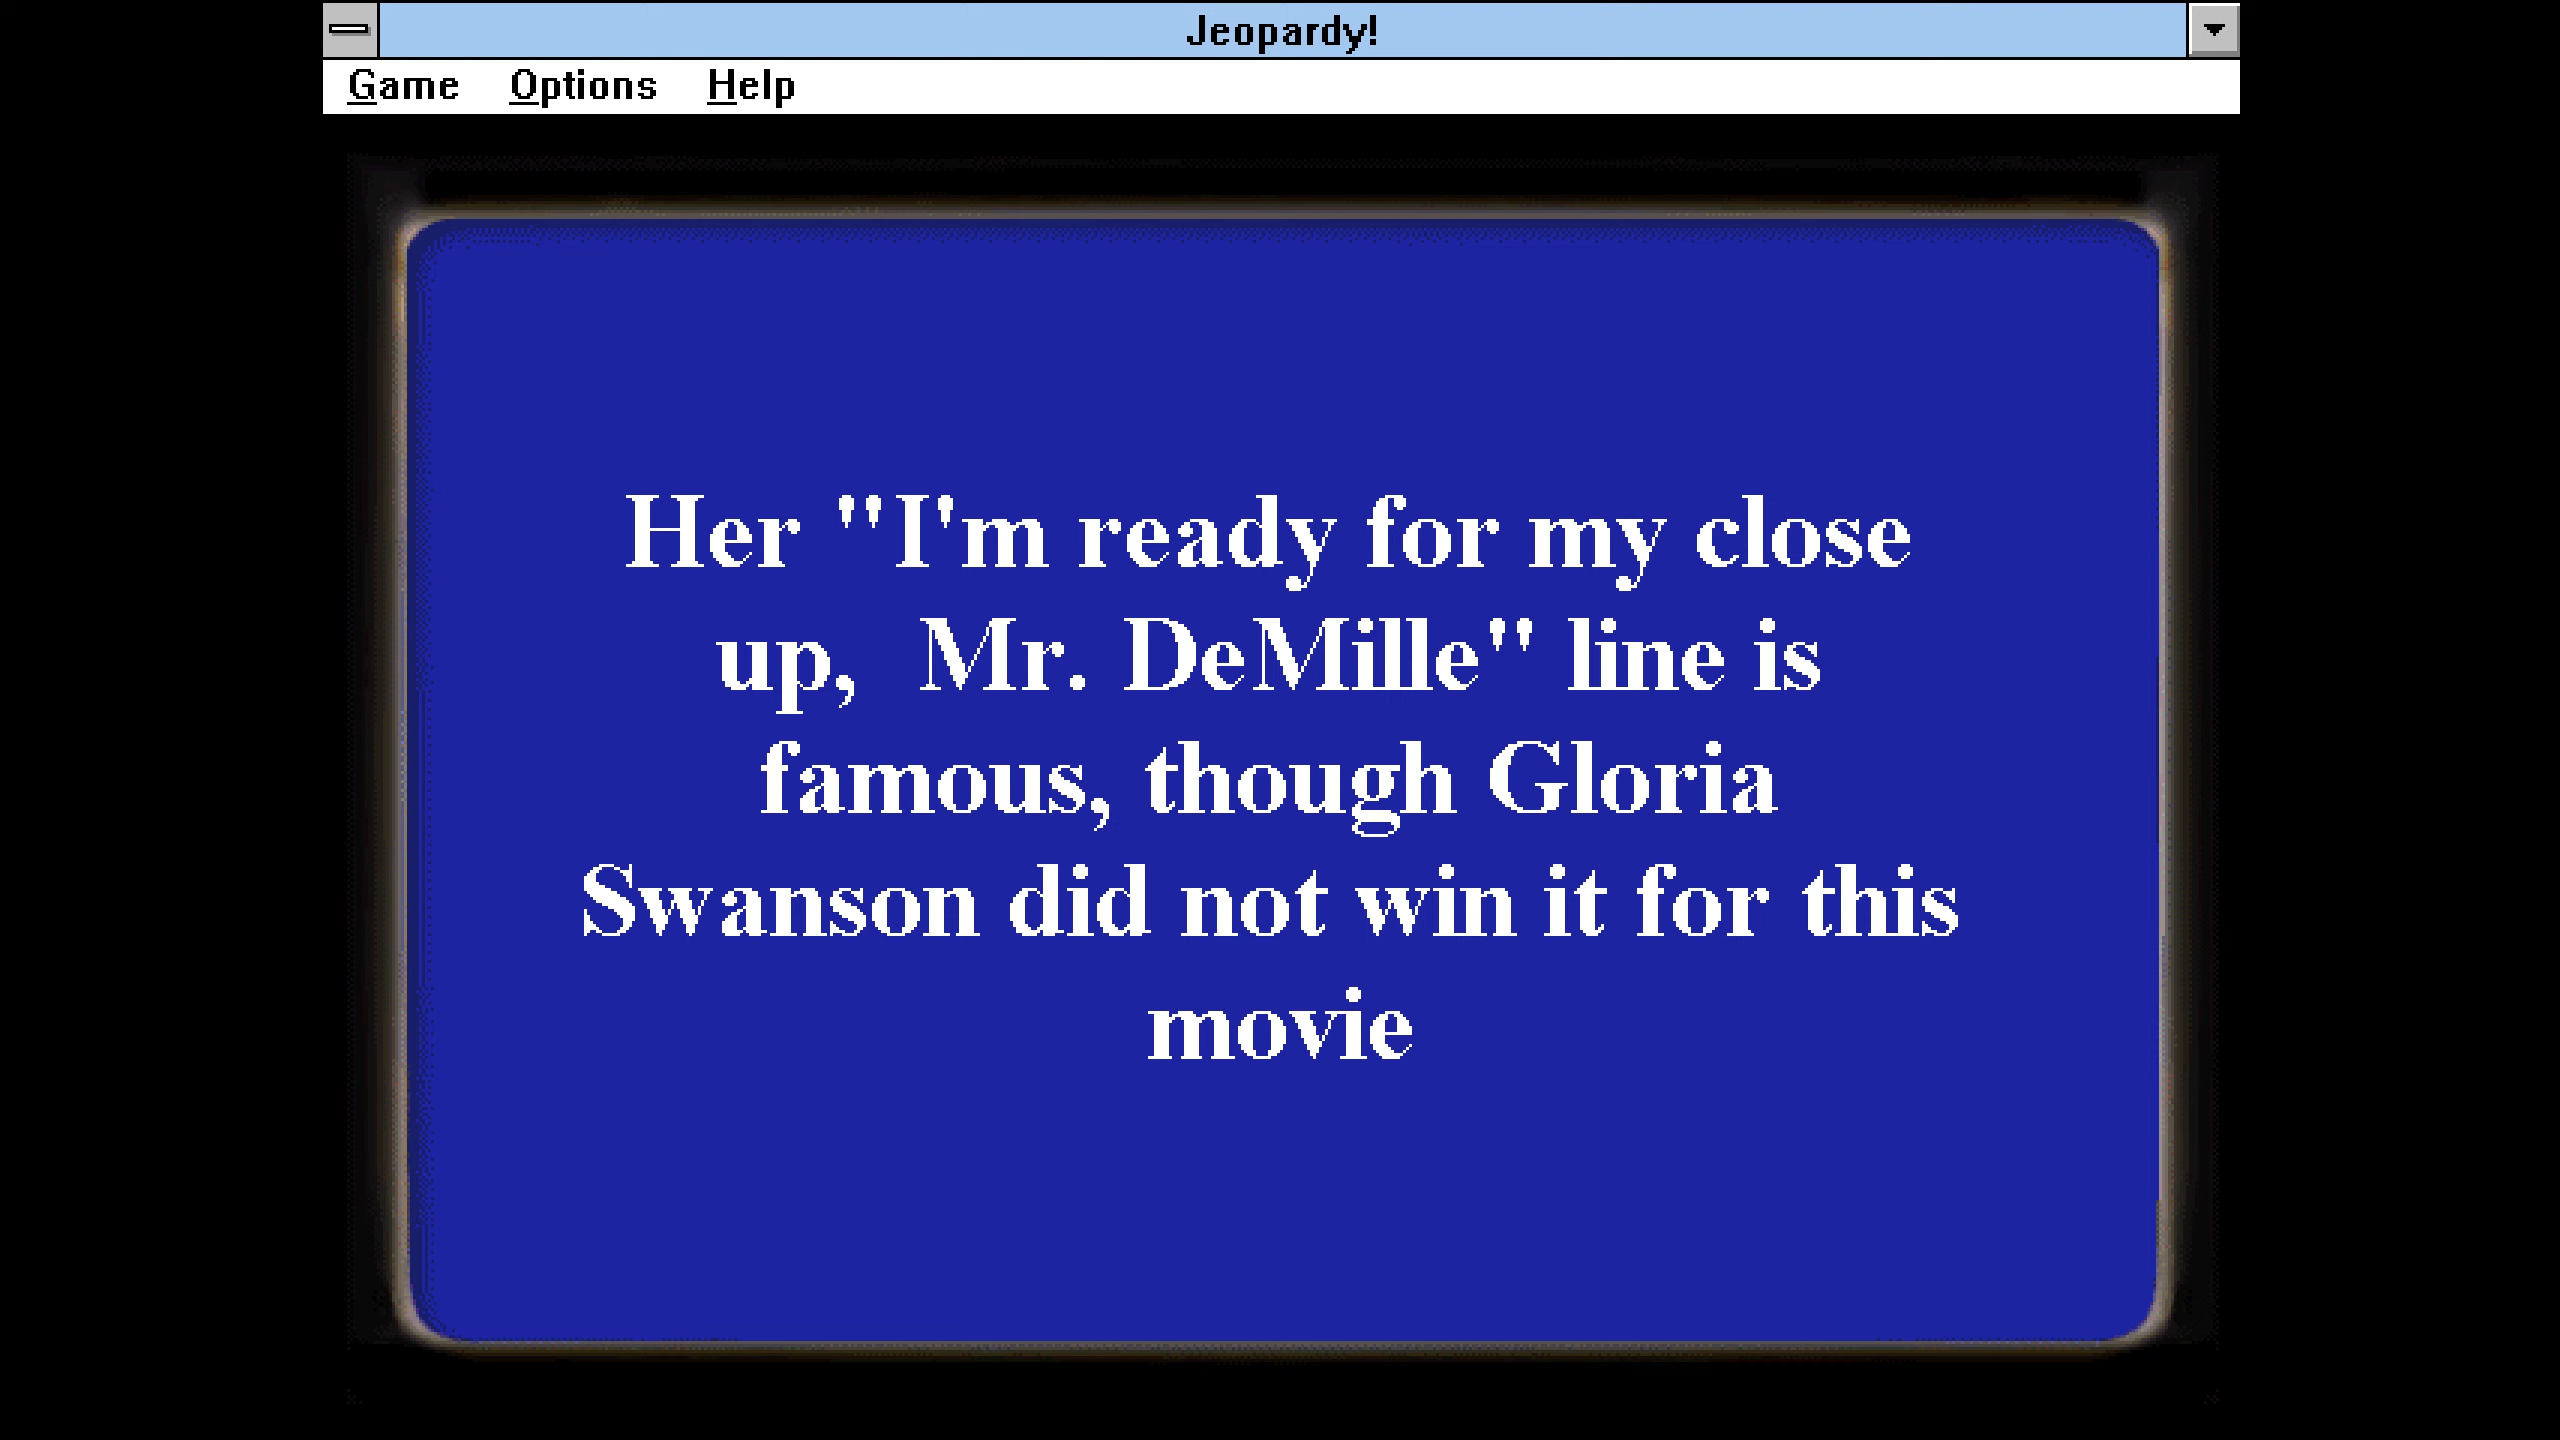 Jeopardy!
Game Options Help
Her "I'm ready for my close
up,  Mr. DeMille" line is
famous, though Gloria
Swanson did not win it for this
movie